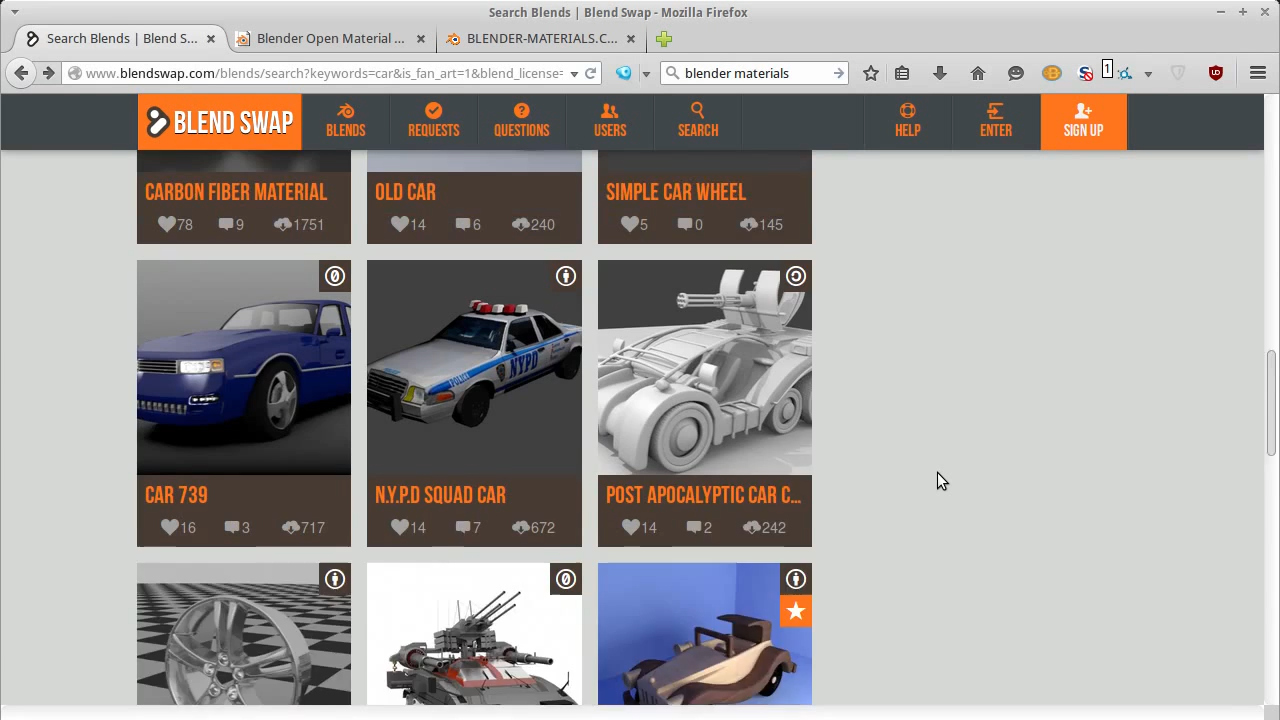 Search Blends | Blend Swap - Mozilla Firefox
Search Blends | Blend S...
Blender Open Material ...
BLENDER-MATERIALS.C...
www.blendswap.com/blends/search?keywords=car&is_fan_art=1&blend_license=
blender materials
1
BLEND SWAP
BLENDS
REQUESTS
QUESTIONS
USERS
SEARCH
HELP
ENTER
SIGN UP
CARBON FIBER MATERIAL
OLD CAR
SIMPLE CAR WHEEL
78 9 1751
14 6 240
5 0 145
POLICE
NYPD
CAR 739
N.Y.P.D SQUAD CAR
POST APOCALYPTIC CAR C...
16 3 717
14 7 672
14 2 242